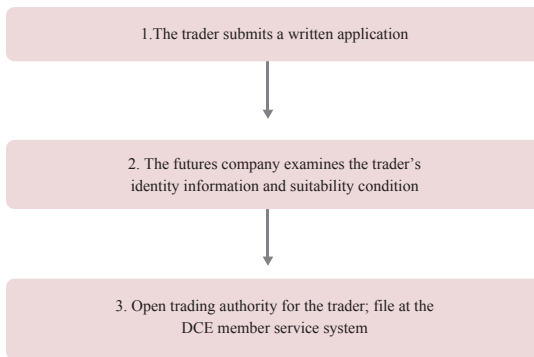 1.The trader submits a written application
2. The futures company examines the trader's
identity information and suitability condition
3. Open trading authority for the trader; file at the
DCE member service system